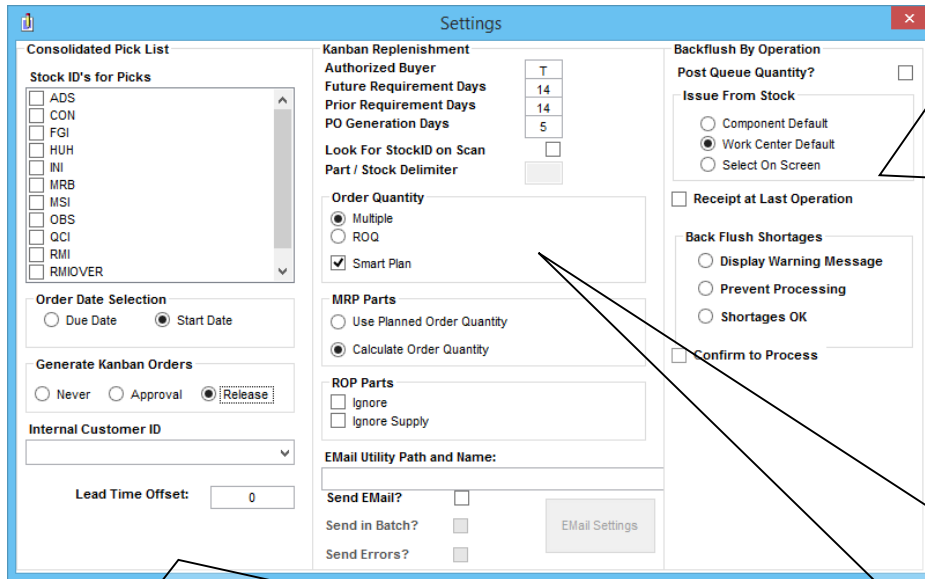 Settings
Consolidated Pick List
Stock ID's for Picks
ADS
CON
FGI
HUH
INI
MRB
MSI
OBS
QCI
RMI
RMIOVER
Order Date Selection
Due Date Start Date
Generate Kanban Orders
Never Approval Release
Internal Customer ID
Lead Time Offset: 0
Kanban Replenishment
Authorized Buyer T
Future Requirement Days 14
Prior Requirement Days 14
PO Generation Days 5
Look For StockID on Scan
Part / Stock Delimiter
Order Quantity
Multiple
ROQ
Smart Plan
MRP Parts
Use Planned Order Quantity
Calculate Order Quantity
ROP Parts
Ignore
Ignore Supply
EMail Utility Path and Name:
Send EMail?
Send in Batch?
EMail Settings
Send Errors?
Backflush By Operation
Post Queue Quantity?
Issue From Stock
Component Default
Work Center Default
Select On Screen
Receipt at Last Operation
Back Flush Shortages
Display Warning Message
Prevent Processing
Shortages OK
Confirm to Process